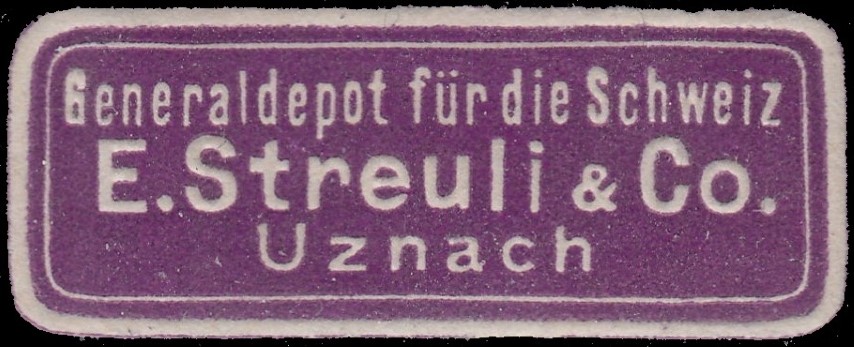 Generaldepot für die Schweiz
E. Streuli & Co.
Uznach